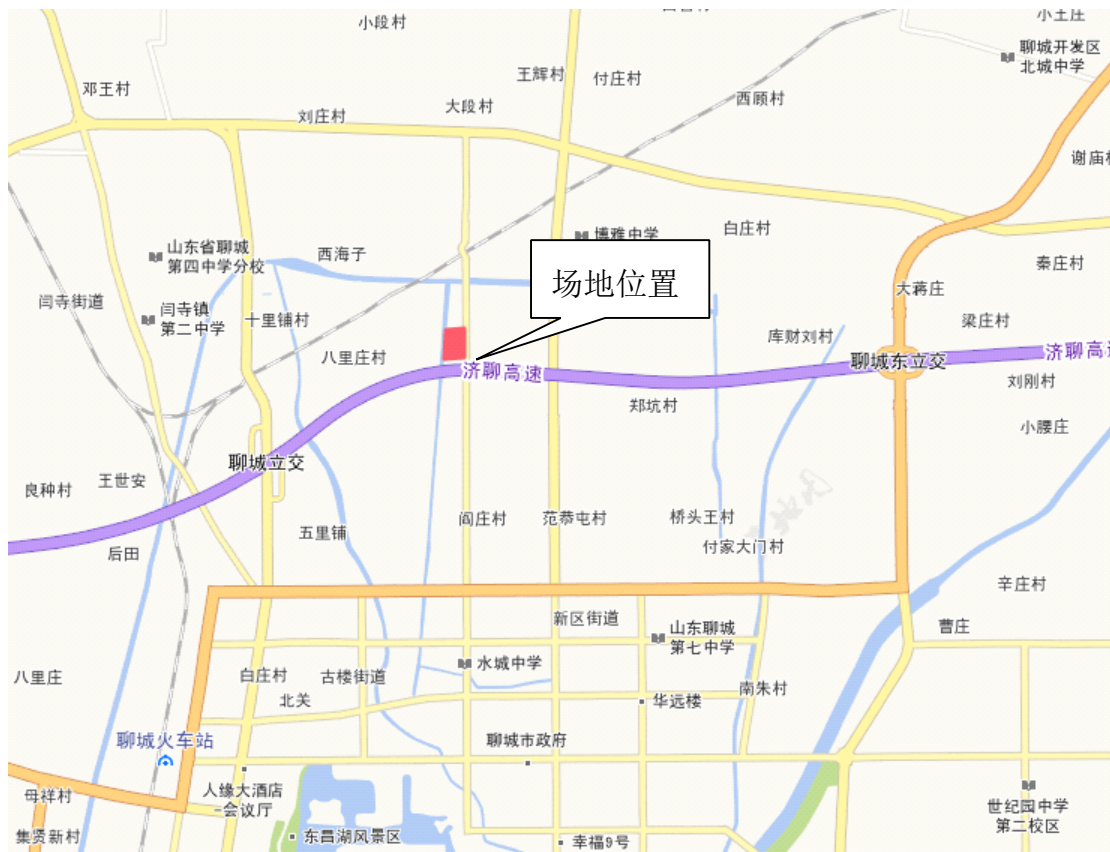 小段村
小王庄
聊城开发区
北城中学
王辉村
付庄村
邓王村
大段村
西顾村
刘庄村
谢庙村
博雅中学
白庄村
山东省聊城
第四中学分校
西海子
秦庄村
场地位置
大蒋庄
闫寺街道
闫寺镇
第二中学
十里铺村
梁庄村
库财刘村
八里庄村
济聊高速
聊城东立交
济聊高速
刘刚村
郑坑村
小腰庄
聊城立交
王世安
良种村
阎庄村
范恭屯村
桥头王村
五里铺
付家大门村
后田
辛庄村
新区街道
山东聊城
第七中学
曹庄
水城中学
八里庄
白庄村
古楼街道
南朱村
北关
华远楼
聊城火车站
聊城市政府
人缘大酒店
-会议厅
母祥村
世纪园中学
第二校区
集贤新村
东昌湖风景区
幸福9号